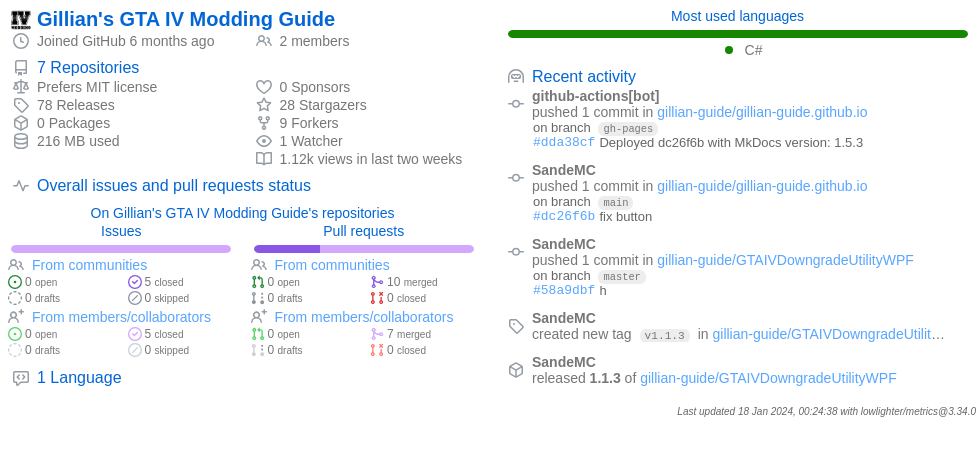 Gillian's GTA IV Modding Guide
Joined GitHub 6 months ago
2 members
7 Repositories
Prefers MIT license
0 Sponsors
78 Releases
28 Stargazers
0 Packages
9 Forkers
216 MB used
1 Watcher
1.12k views in last two weeks
Overall issues and pull requests status
On Gillian's GTA IV Modding Guide's repositories
Issues
From communities
0 open
5 closed
0 drafts
0 skipped
From members/collaborators
0 open
5 closed
0 drafts
0 skipped
Pull requests
From communities
0 open
10 merged
0 drafts
0 closed
From members/collaborators
0 open
7 merged
0 drafts
0 closed
1 Language
Most used languages
C#
Recent activity
github-actions[bot]
pushed 1 commit in gillian-guide/gillian-guide.github.io
on branch gh-pages
#dda38cf Deployed dc26f6b with MkDocs version: 1.5.3
SandeMC
pushed 1 commit in gillian-guide/gillian-guide.github.io
on branch main
#dc26f6b fix button
SandeMC
pushed 1 commit in gillian-guide/GTAIVDowngradeUtilityWPF
on branch master
#58a9dbf h
SandeMC
created new tag v1.1.3 in gillian-guide/GTAIVDowngradeUtilit…
SandeMC
released 1.1.3 of gillian-guide/GTAIVDowngradeUtilityWPF
Last updated 18 Jan 2024, 00:24:38 with lowlighter/metrics@3.34.0